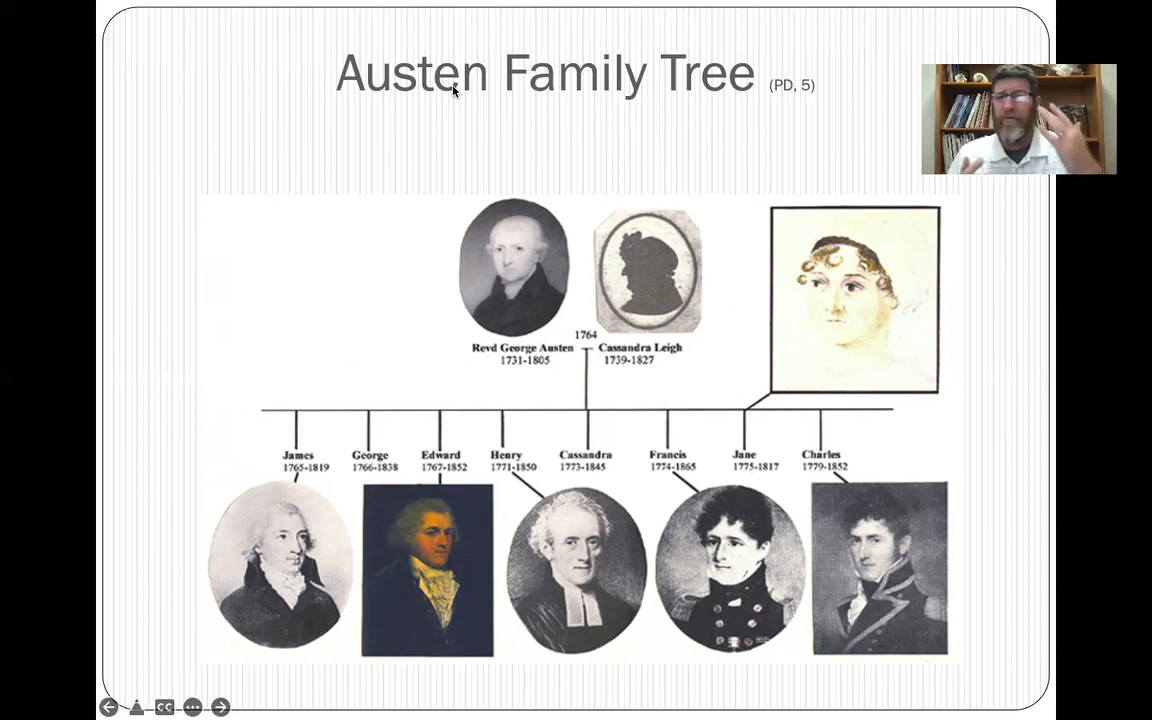 Austen Family Tree (PD, 5)
1764
Revd George Austen Cassandra Leigh
1731-1805 1739-1827
James George Edward Henry Cassandra Francis Jane Charles
1765-1819 1766-1838 1767-1852 1771-1850 1773-1845 1774-1865 1775-1817 1779-1852
CC